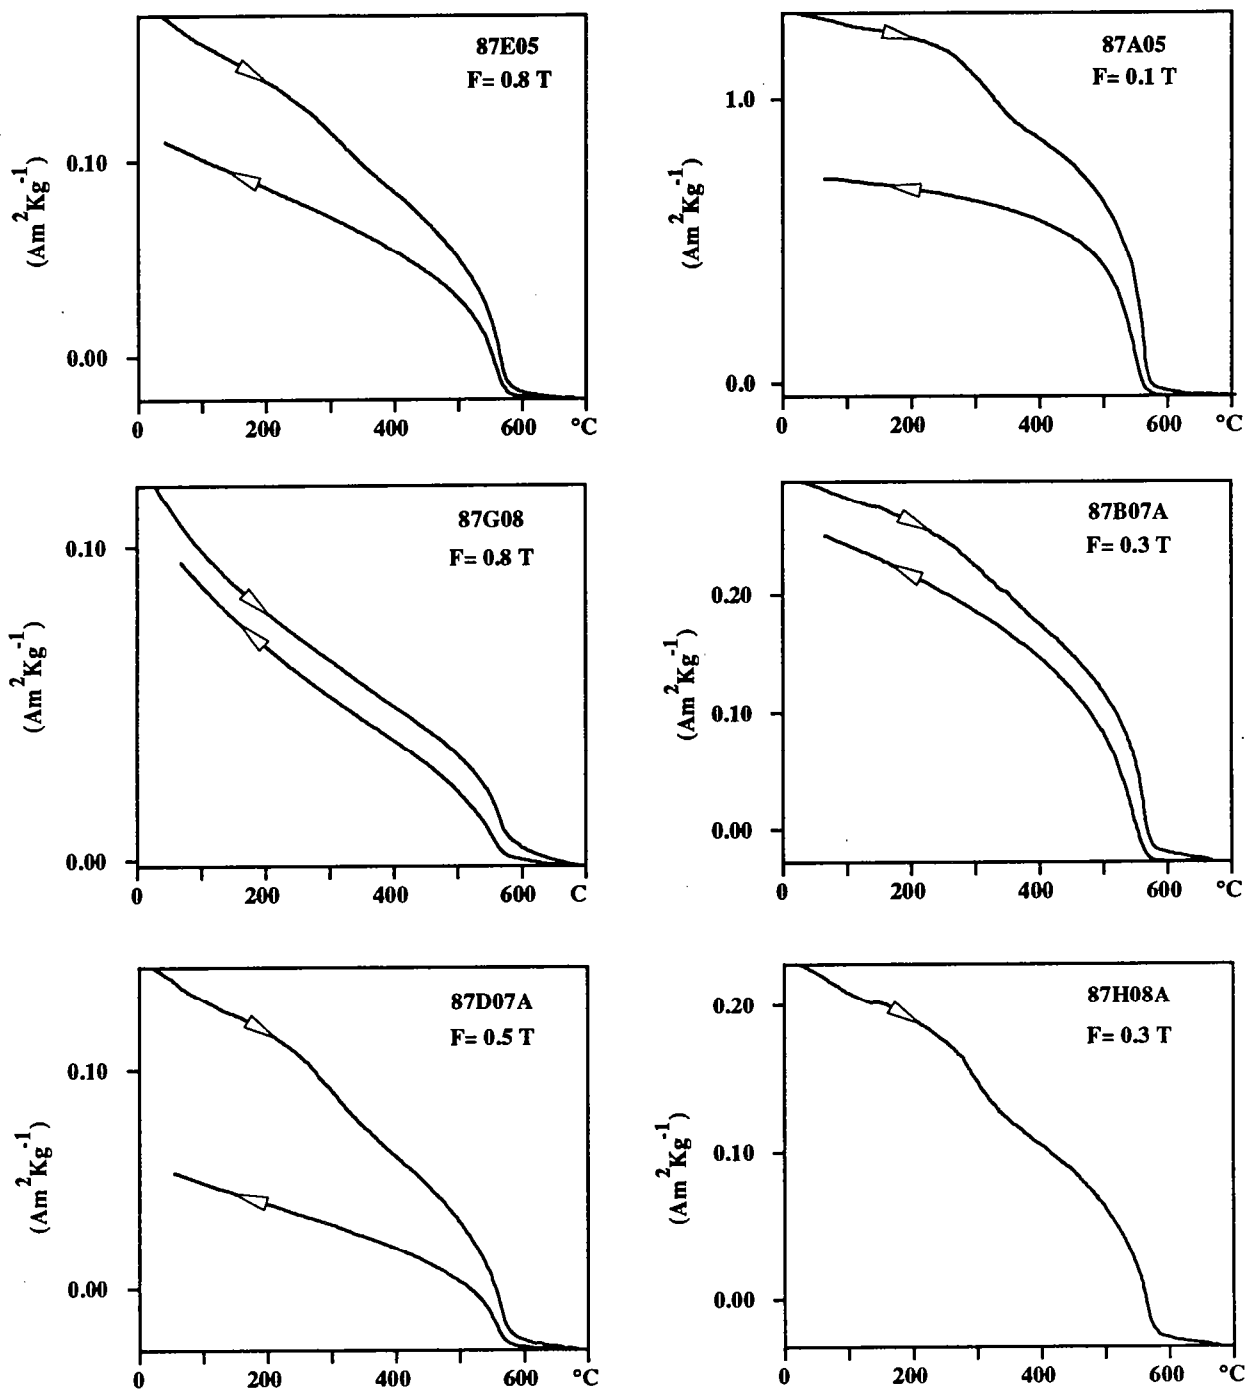 87E05
F= 0.8 T
0.10
0.00
(Am²Kg⁻¹)
0 200 400 600 °C
87A05
F= 0.1 T
1.0
0.0
(Am²Kg⁻¹)
0 200 400 600 °C
87G08
F= 0.8 T
0.10
0.00
(Am²Kg⁻¹)
0 200 400 600 C
87B07A
F= 0.3 T
0.20
0.10
0.00
(Am²Kg⁻¹)
0 200 400 600 °C
87D07A
F= 0.5 T
0.10
0.00
(Am²Kg⁻¹)
0 200 400 600 °C
87H08A
F= 0.3 T
0.20
0.10
0.00
(Am²Kg⁻¹)
0 200 400 600 °C